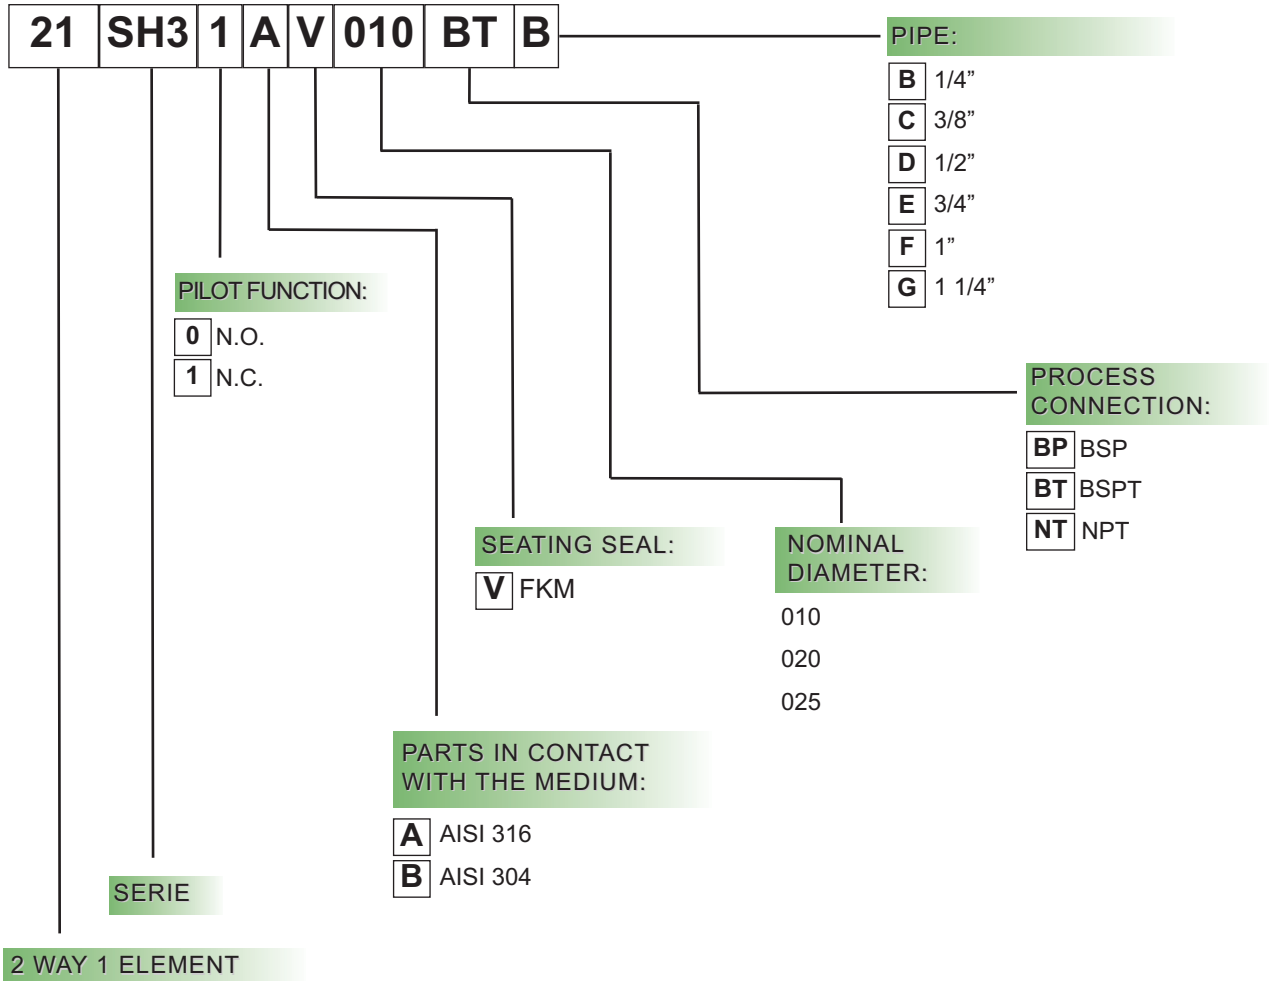 21 SH3 1 A V 010 BT B
PIPE:
B 1/4”
C 3/8”
D 1/2”
E 3/4”
F 1”
G 1 1/4”
PILOT FUNCTION:
0 N.O.
1 N.C.
PROCESS
CONNECTION:
BP BSP
BT BSPT
NT NPT
SEATING SEAL:
V FKM
NOMINAL
DIAMETER:
010
020
025
PARTS IN CONTACT
WITH THE MEDIUM:
A AISI 316
B AISI 304
SERIE
2 WAY 1 ELEMENT